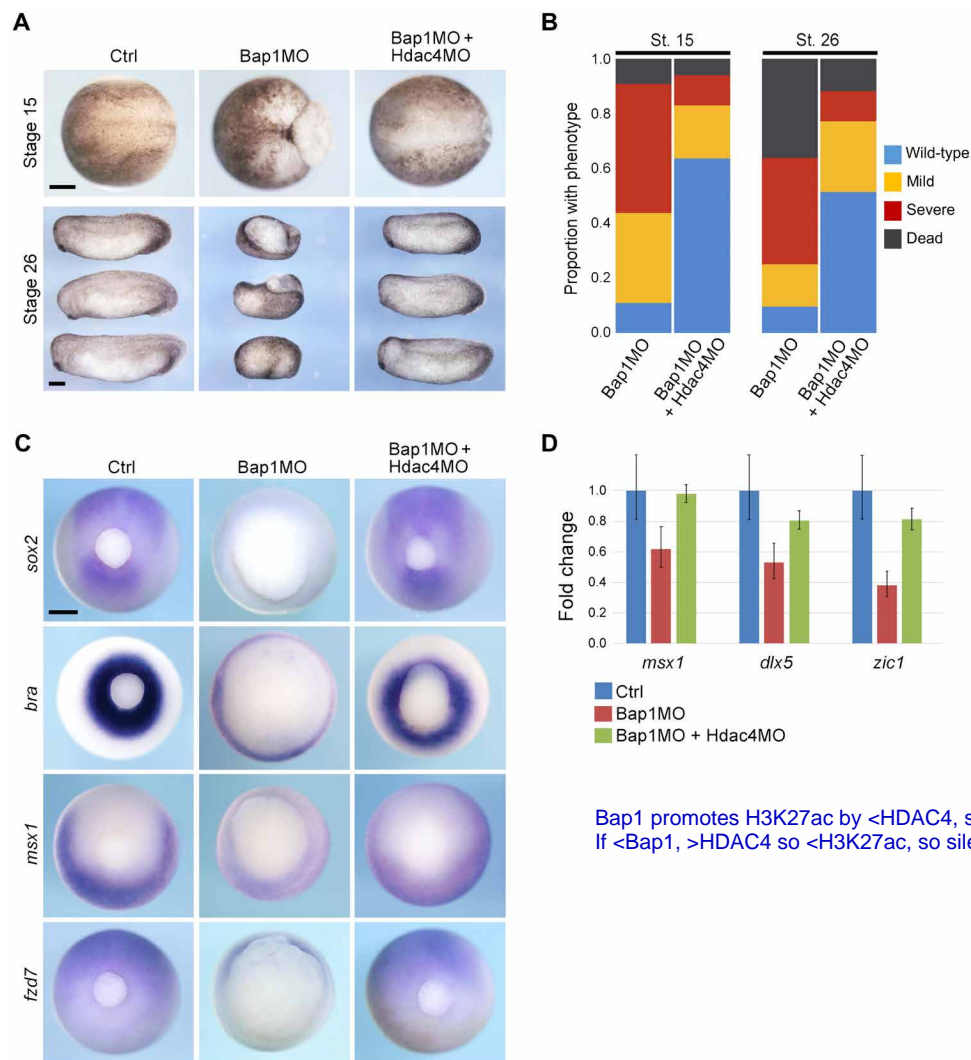 A
Ctrl
Bap1MO
Bap1MO +
Hdac4MO
Stage 15
Stage 26
B
St. 15
St. 26
Proportion with phenotype
1.0
0.8
0.6
0.4
0.2
0.0
Bap1MO
Bap1MO
+ Hdac4MO
Bap1MO
Bap1MO
+ Hdac4MO
Wild-type
Mild
Severe
Dead
C
Ctrl
Bap1MO
Bap1MO +
Hdac4MO
sox2
bra
msx1
fzd7
D
Fold change
1.0
0.8
0.6
0.4
0.2
0.0
msx1
dlx5
zic1
Ctrl
Bap1MO
Bap1MO + Hdac4MO
Bap1 promotes H3K27ac by <HDAC4, s
If <Bap1, >HDAC4 so <H3K27ac, so sile